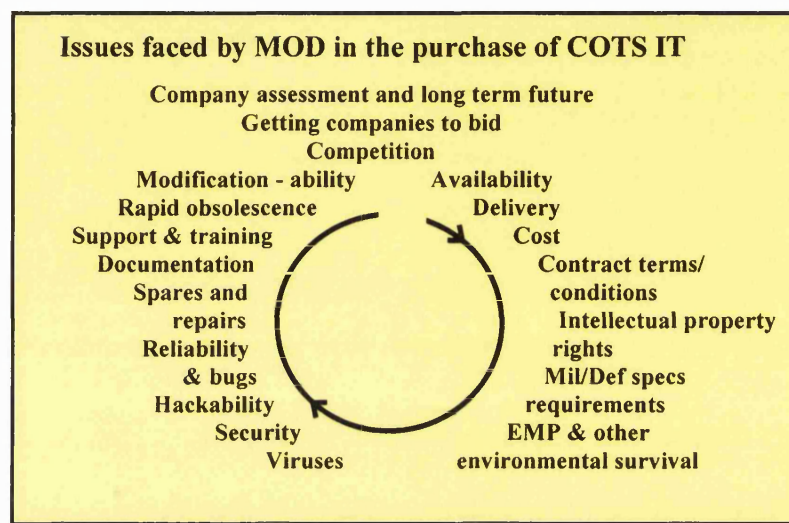 Issues faced by MOD in the purchase of COTS IT
Company assessment and long term future
Getting companies to bid
Competition
Modification - ability
Availability
Rapid obsolescence
Delivery
Support & training
Cost
Documentation
Contract terms/
Spares and
conditions
repairs
Intellectual property
Reliability
rights
& bugs
Mil/Def specs
Hackability
requirements
Security
EMP & other
Viruses
environmental survival